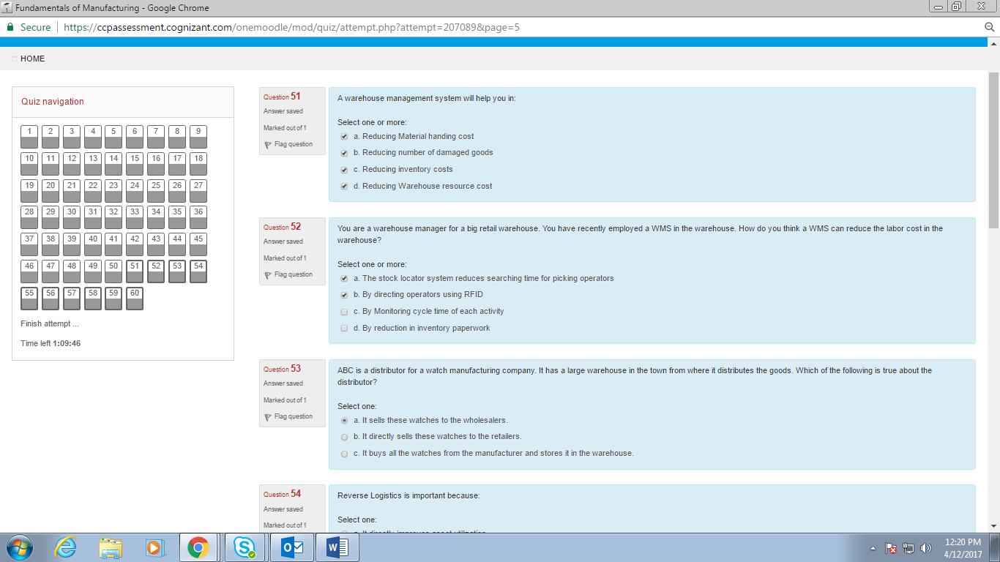 Fundamentals of Manufacturing - Google Chrome
Secure | https://ccpassessment.cognizant.com/onemoodle/mod/quiz/attempt.php?attempt=207089&page=5
HOME
Quiz navigation
1 2 3 4 5 6 7 8 9
10 11 12 13 14 15 16 17 18
19 20 21 22 23 24 25 26 27
28 29 30 31 32 33 34 35 36
37 38 39 40 41 42 43 44 45
46 47 48 49 50 51 52 53 54
55 56 57 58 59 60
Finish attempt ...
Time left 1:09:46
Question 51
Answer saved
Marked out of 1
Flag question
A warehouse management system will help you in:
Select one or more:
a. Reducing Material handing cost
b. Reducing number of damaged goods
c. Reducing inventory costs
d. Reducing Warehouse resource cost
Question 52
Answer saved
Marked out of 1
Flag question
You are a warehouse manager for a big retail warehouse. You have recently employed a WMS in the warehouse. How do you think a WMS can reduce the labor cost in the
warehouse?
Select one or more:
a. The stock locator system reduces searching time for picking operators
b. By directing operators using RFID
c. By Monitoring cycle time of each activity
d. By reduction in inventory paperwork
Question 53
Answer saved
Marked out of 1
Flag question
ABC is a distributor for a watch manufacturing company. It has a large warehouse in the town from where it distributes the goods. Which of the following is true about the
distributor?
Select one:
a. It sells these watches to the wholesalers.
b. It directly sells these watches to the retailers.
c. It buys all the watches from the manufacturer and stores it in the warehouse.
Question 54
Answer saved
Marked out of 1
Reverse Logistics is important because:
Select one:
12:20 PM
4/12/2017